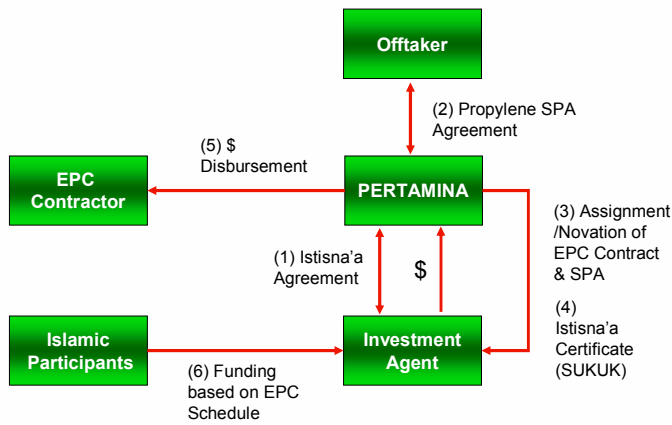 Offtaker
(2) Propylene SPA
Agreement
(5) $
Disbursement
EPC
Contractor
PERTAMINA
(3) Assignment
/Novation of
EPC Contract
& SPA
(1) Istisna'a
Agreement
$
(4)
Istisna'a
Certificate
(SUKUK)
Islamic
Participants
Investment
Agent
(6) Funding
based on EPC
Schedule